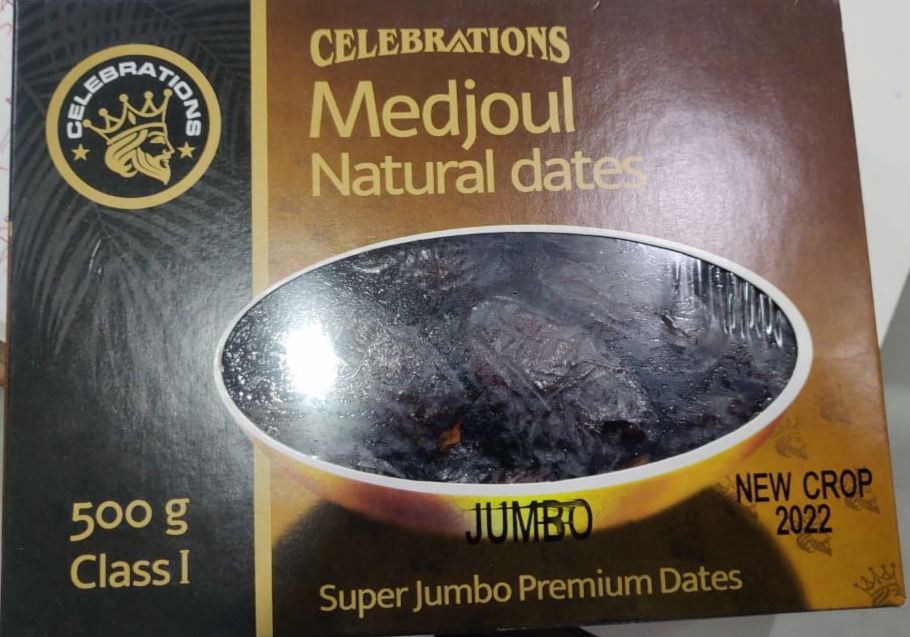 CELEBRATIONS
CELEBRATIONS
Medjoul
Natural dates
JUMBO
NEW CROP
2022
500 g
Class I
Super Jumbo Premium Dates